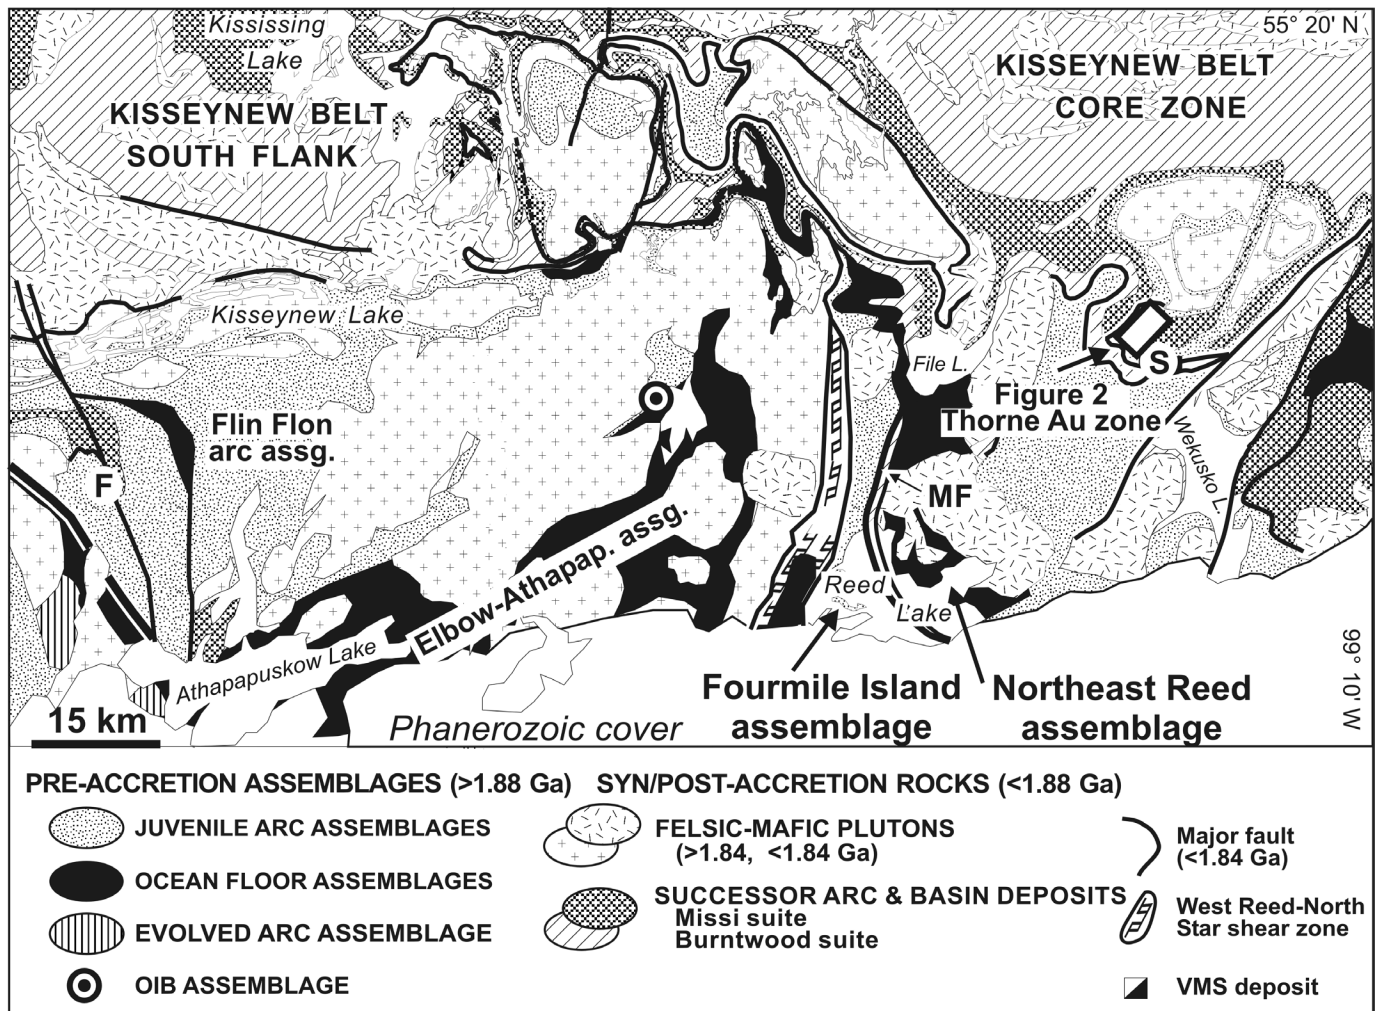 Kississing
Lake
55° 20' N
KISSEYNEW BELT
CORE ZONE
KISSEYNEW BELT
SOUTH FLANK
Kisseynew Lake
File L.
S
Figure 2
Thorne Au zone
Flin Flon
arc assg.
Wekusko L.
F
MF
Elbow-Athapap. assg.
Reed
Lake
Athapapuskow Lake
99° 10' W
15 km
Phanerozoic cover
Fourmile Island
assemblage
Northeast Reed
assemblage
PRE-ACCRETION ASSEMBLAGES (>1.88 Ga)
JUVENILE ARC ASSEMBLAGES
OCEAN FLOOR ASSEMBLAGES
EVOLVED ARC ASSEMBLAGE
OIB ASSEMBLAGE
SYN/POST-ACCRETION ROCKS (<1.88 Ga)
FELSIC-MAFIC PLUTONS
(>1.84, <1.84 Ga)
SUCCESSOR ARC & BASIN DEPOSITS
Missi suite
Burntwood suite
Major fault
(<1.84 Ga)
West Reed-North
Star shear zone
VMS deposit